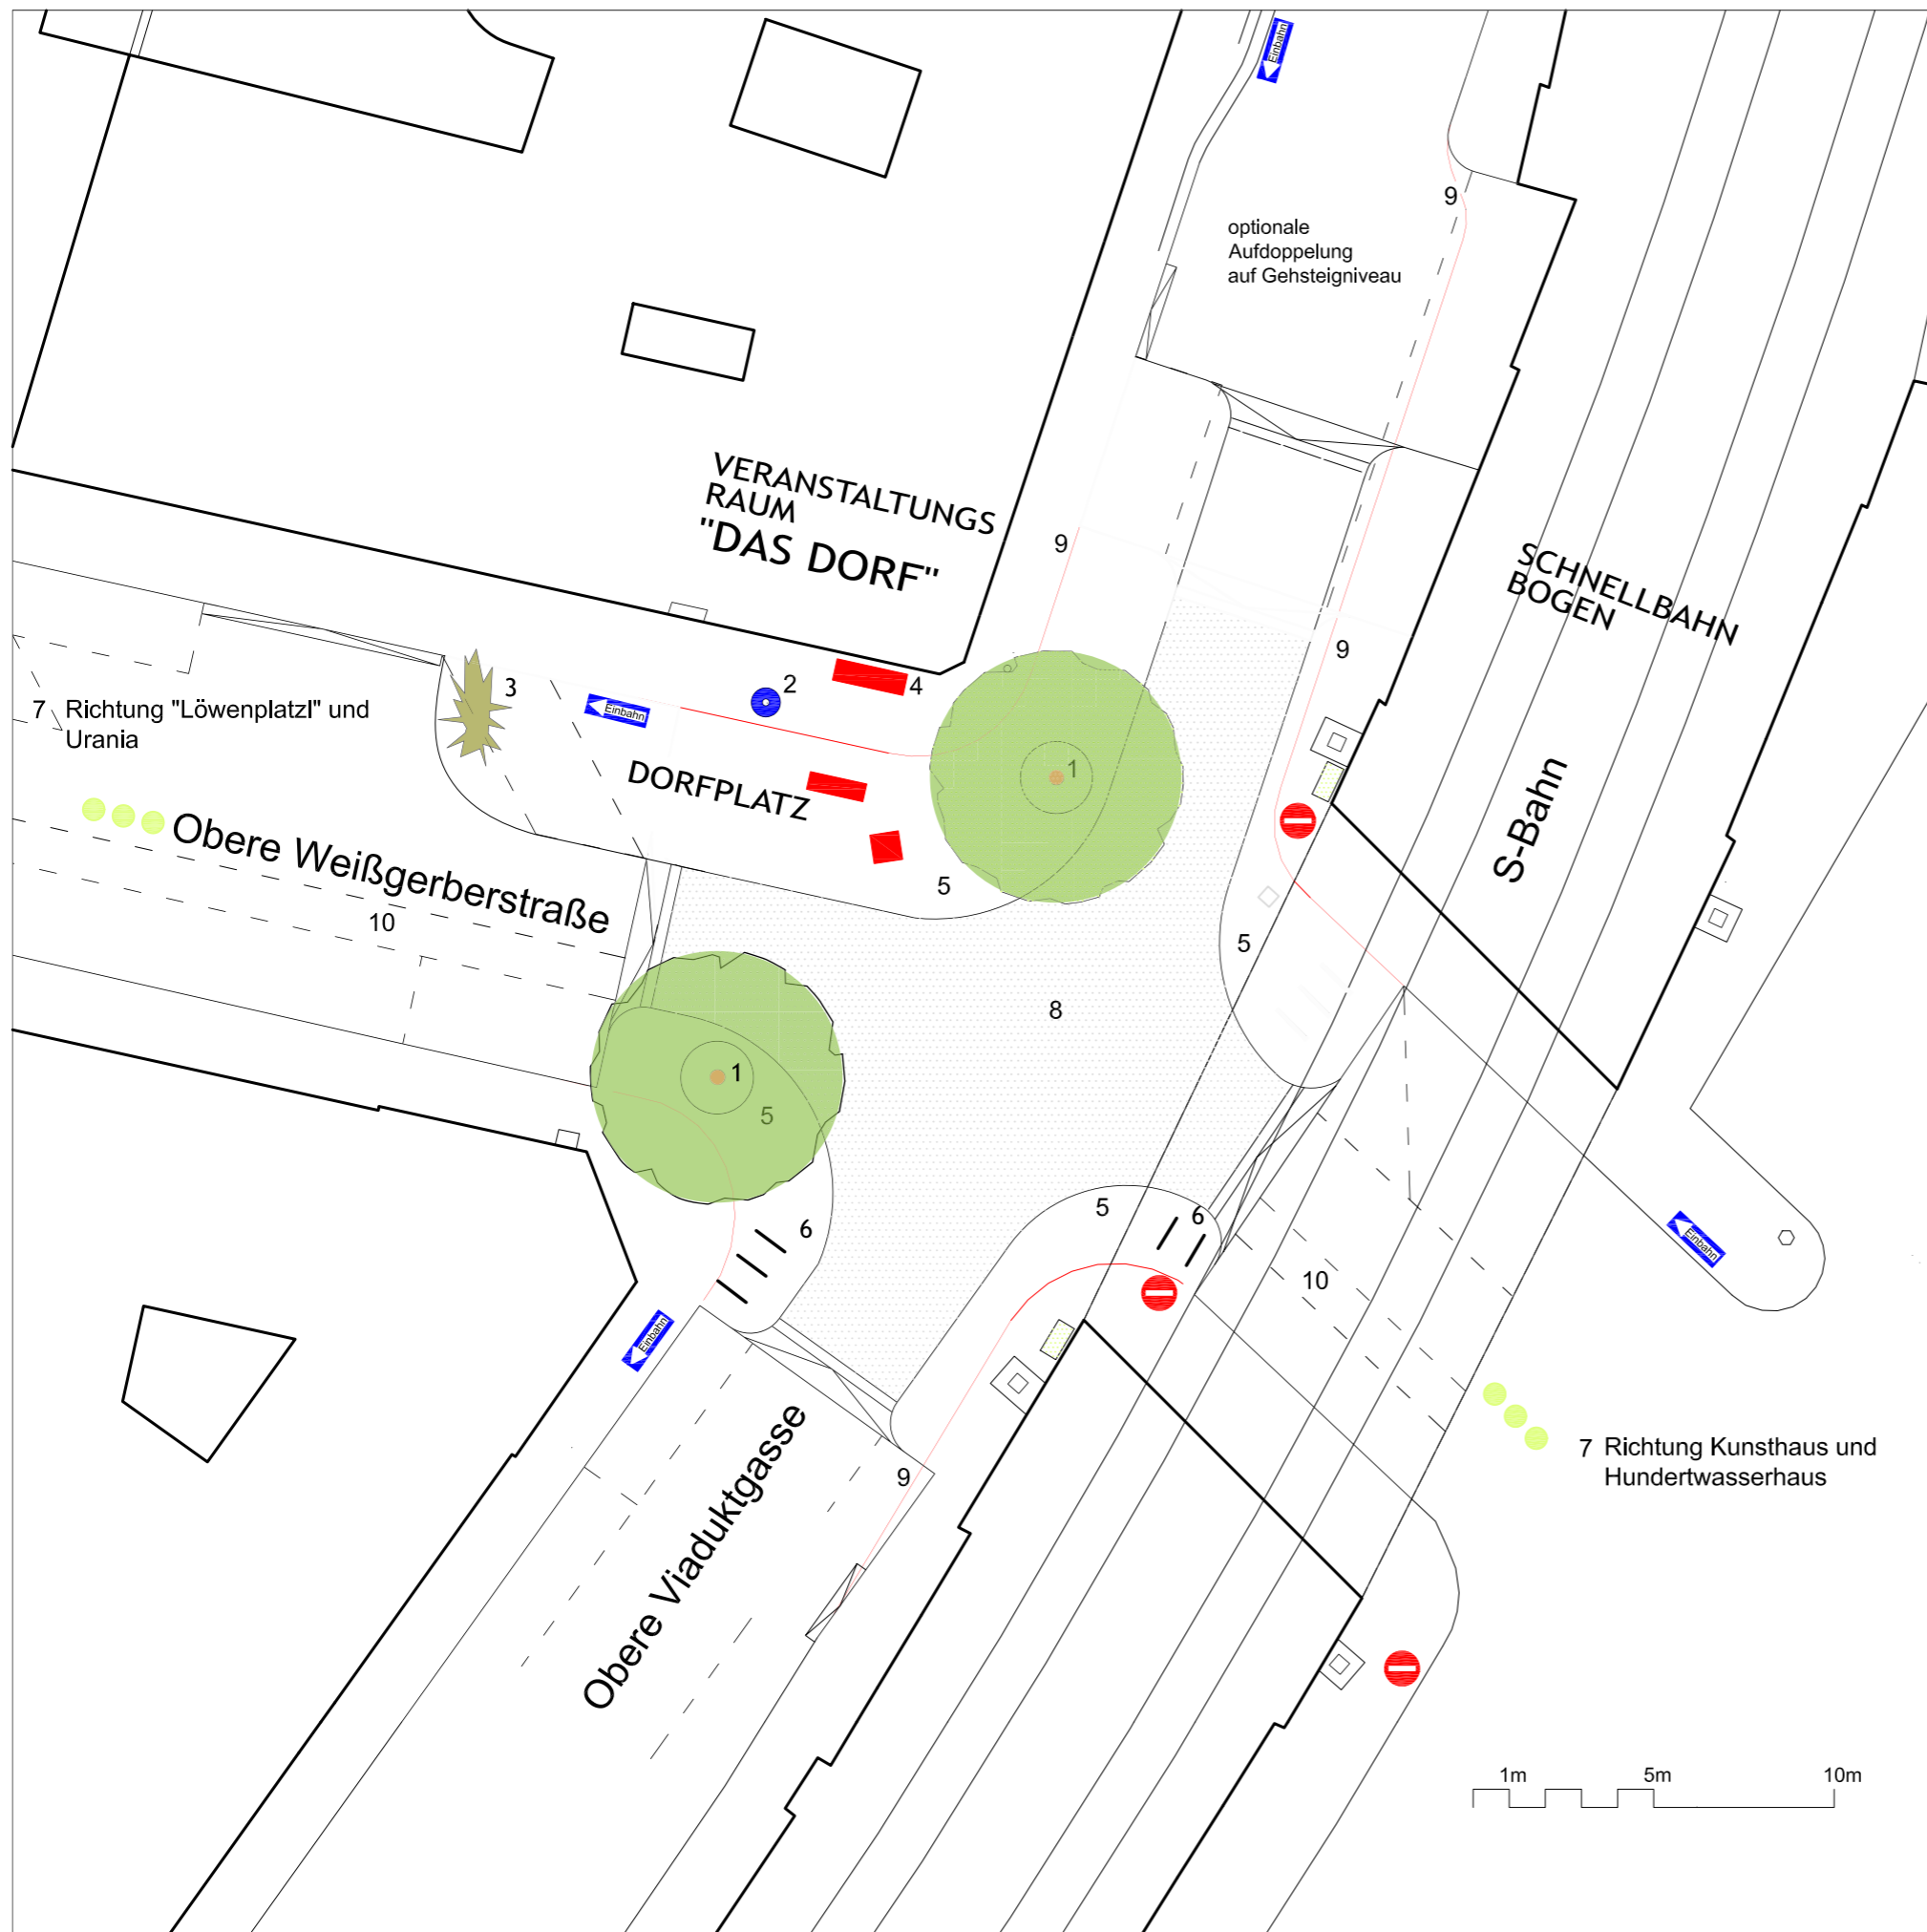 Einbahn
9
optionale
Aufdoppelung
auf Gehsteigniveau
VERANSTALTUNGS
RAUM
"DAS DORF"
9
SCHNELLBAHN
BOGEN
9
3
2
4
Einbahn
7 Richtung "Löwenplatzl" und
Urania
DORFPLATZ
1
S-Bahn
Obere Weißgerberstraße
10
5
5
8
1
5
6
5
6
Einbahn
10
Einbahn
Obere Viaduktgasse
9
7 Richtung Kunsthaus und
Hundertwasserhaus
1m 5m 10m